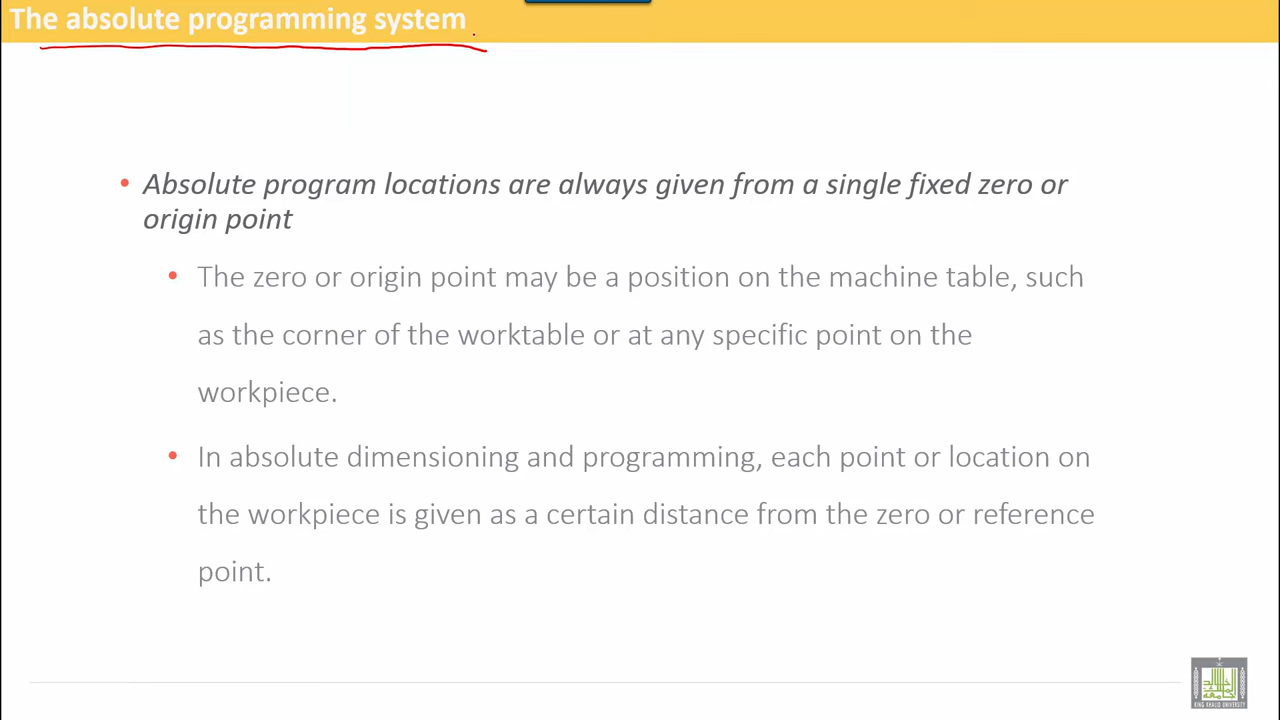 The absolute programming system
• Absolute program locations are always given from a single fixed zero or
origin point
• The zero or origin point may be a position on the machine table, such
as the corner of the worktable or at any specific point on the
workpiece.
• In absolute dimensioning and programming, each point or location on
the workpiece is given as a certain distance from the zero or reference
point.
KING KHALID UNIVERSITY